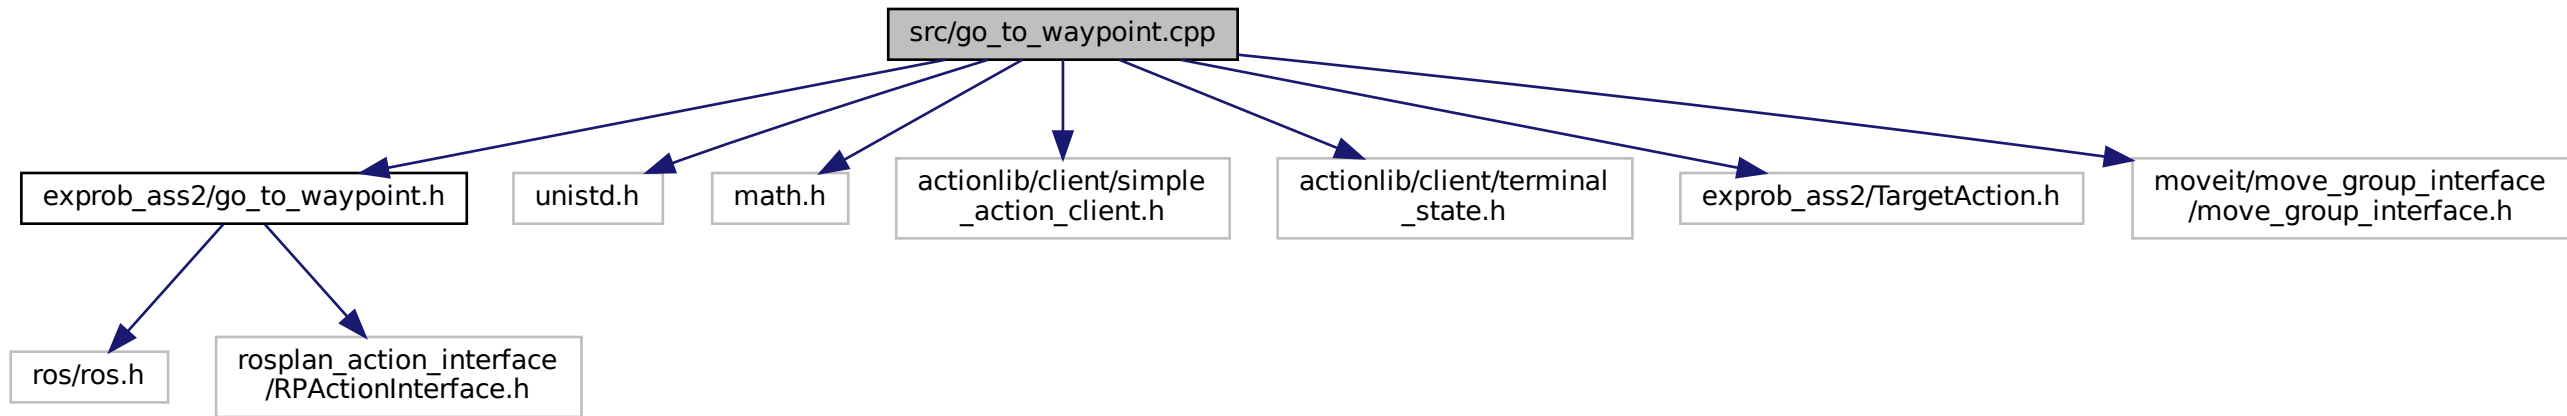 src/go_to_waypoint.cpp
exprob_ass2/go_to_waypoint.h
unistd.h
math.h
actionlib/client/simple
_action_client.h
actionlib/client/terminal
_state.h
exprob_ass2/TargetAction.h
moveit/move_group_interface
/move_group_interface.h
ros/ros.h
rosplan_action_interface
/RPActionInterface.h